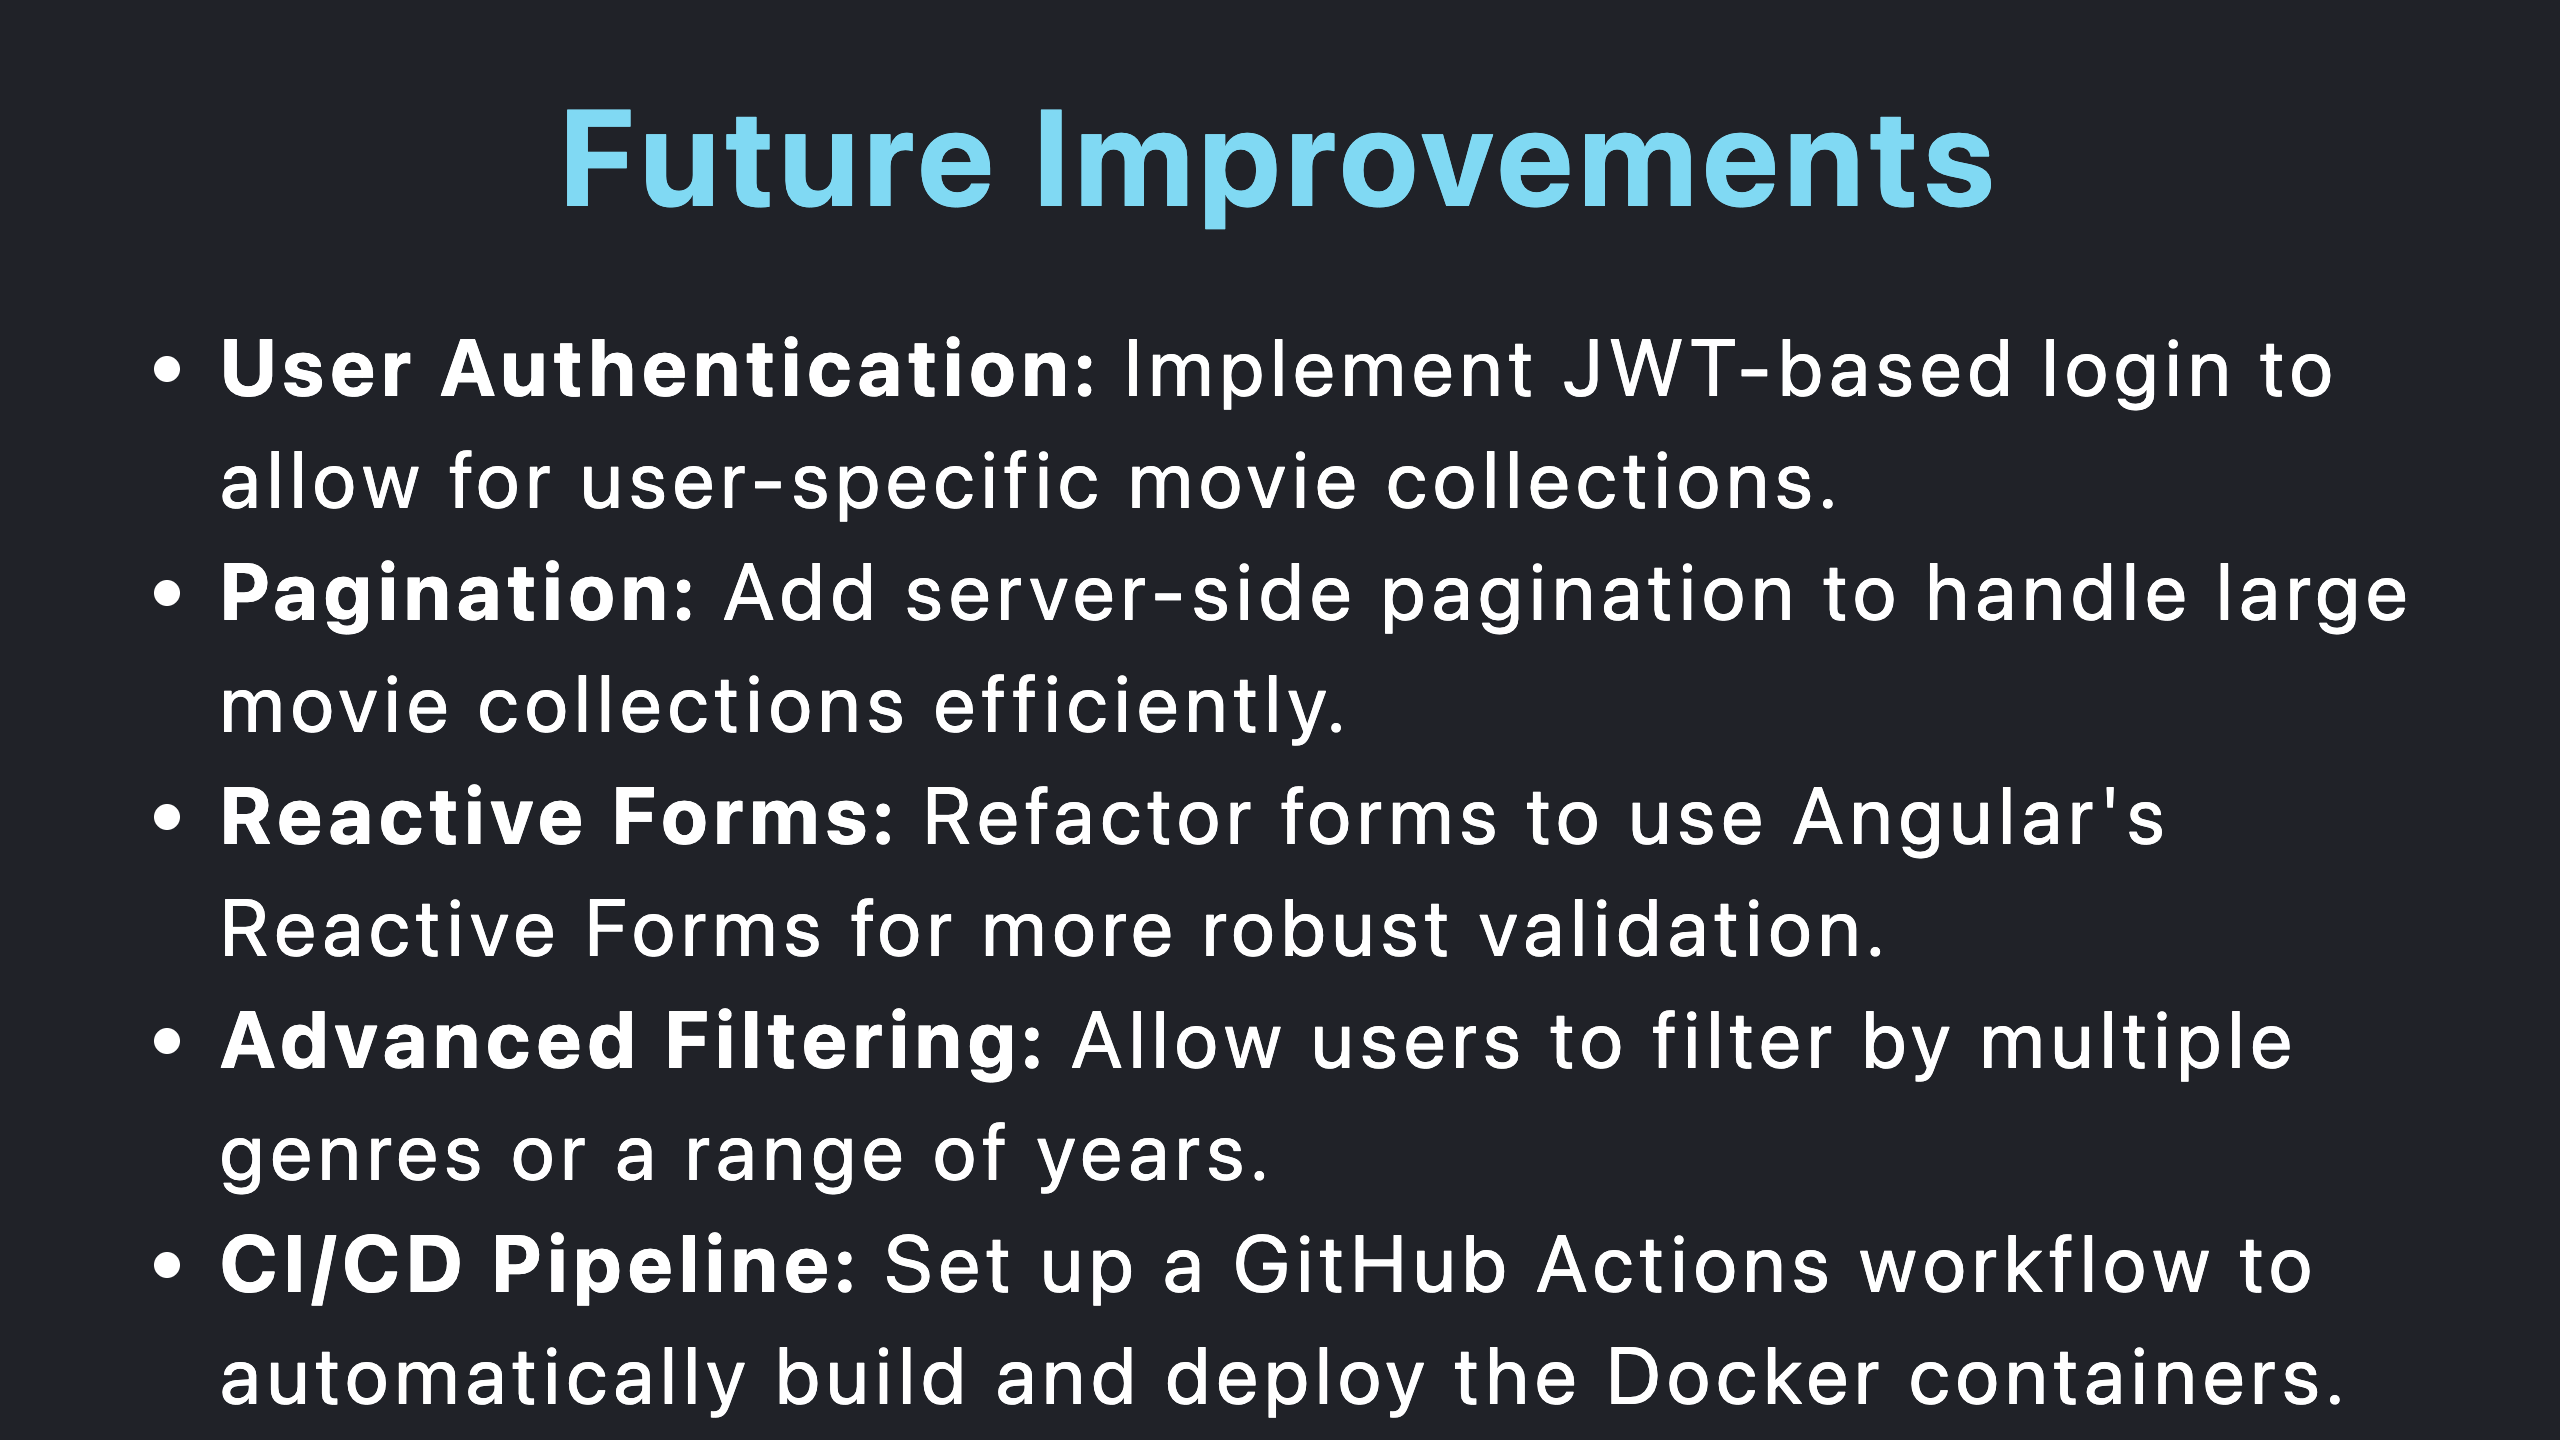 Future Improvements
• User Authentication: Implement JWT-based login to
allow for user-specific movie collections.
• Pagination: Add server-side pagination to handle large
movie collections efficiently.
• Reactive Forms: Refactor forms to use Angular's
Reactive Forms for more robust validation.
• Advanced Filtering: Allow users to filter by multiple
genres or a range of years.
• CI/CD Pipeline: Set up a GitHub Actions workflow to
automatically build and deploy the Docker containers.